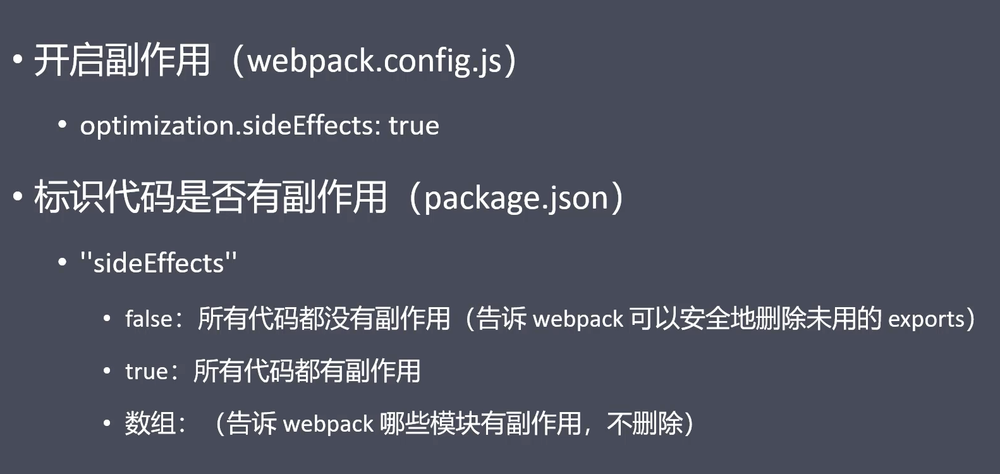 • 开启副作用（webpack.config.js）
• optimization.sideEffects: true
• 标识代码是否有副作用（package.json）
• "sideEffects"
• false：所有代码都没有副作用（告诉 webpack 可以安全地删除未用的 exports）
• true：所有代码都有副作用
• 数组：（告诉 webpack 哪些模块有副作用，不删除）